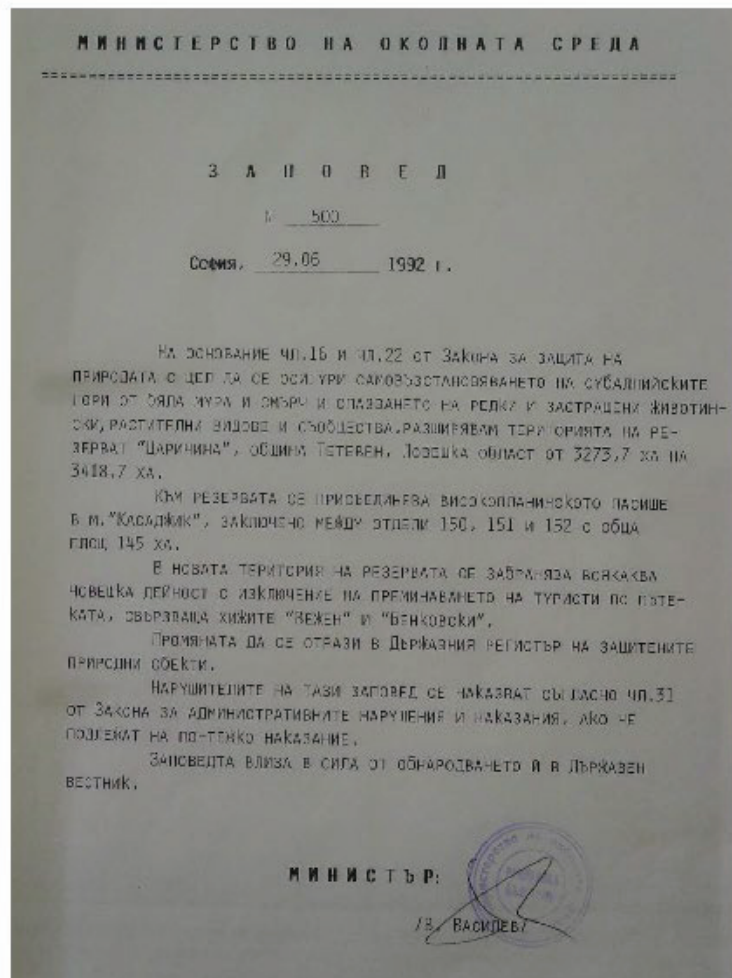 МИНИСТЕРСТВО НА ОКОЛНАТА СРЕДА
З А П О В Е Д
№ 500
София, 29.06 1992 г.
На основание чл.16 и чл.22 от Закона за защита на
природата с цел да се осигури самовъзстановяването на субалпийските
гори от бяла мура и смърч и опазването на редки и застрашени животин-
ски, растителни видове и съобщества, разширявам територията на ре-
зерват "Царичина", община Тетевен, Ловешка област от 3273,7 ха на
3418,7 ха.
Към резервата се присъединява високопланинското пасище
в м."Касаджик", заключено между отдели 150, 151 и 152 с обща
площ 145 ха.
В новата територия на резервата се забранява всякаква
човешка дейност с изключение на преминаването на туристи по пъте-
ката, свързваща хижите "Вежен" и "Бенковски".
Промяната да се отрази в Държавния регистър на защитените
природни обекти.
Нарушителите на тази заповед се наказват съгласно чл.31
от Закона за административните нарушения и наказания, ако не
подлежат на по-тежко наказание.
Заповедта влиза в сила от обнародването й в Държавен
вестник.
МИНИСТЪР:
/В. Василев/